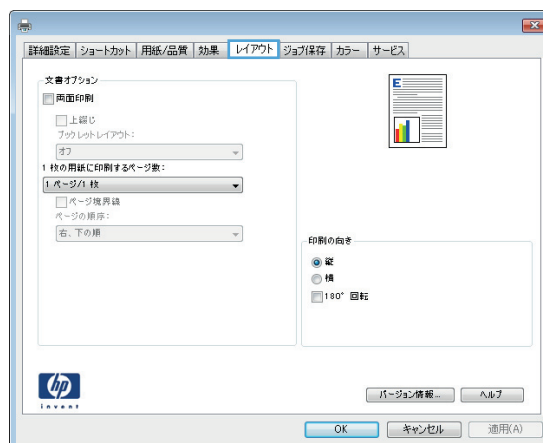 詳細設定 ショートカット 用紙/品質 効果 レイアウト ジョブ保存 カラー サービス
文書オプション
両面印刷
上綴じ
ブックレットレイアウト:
オフ
1 枚の用紙に印刷するページ数:
1 ページ/1 枚
ページ境界線
ページの順序:
右、下の順
E
印刷の向き
縦
横
180° 回転
hp
invent
バージョン情報... ヘルプ
OK キャンセル 適用(A)